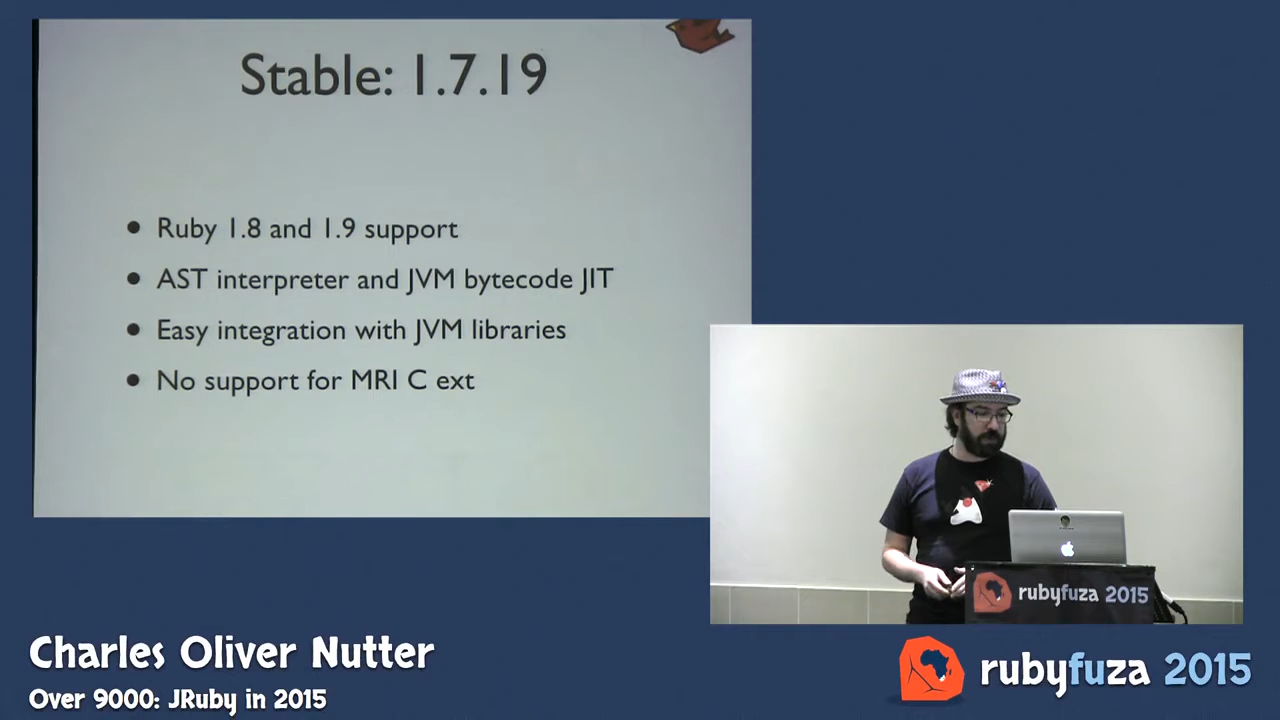 Stable: 1.7.19
Ruby 1.8 and 1.9 support
AST interpreter and JVM bytecode JIT
Easy integration with JVM libraries
No support for MRI C ext
rubyfuza 2015
Charles Oliver Nutter
Over 9000: JRuby in 2015
rubyfuza 2015